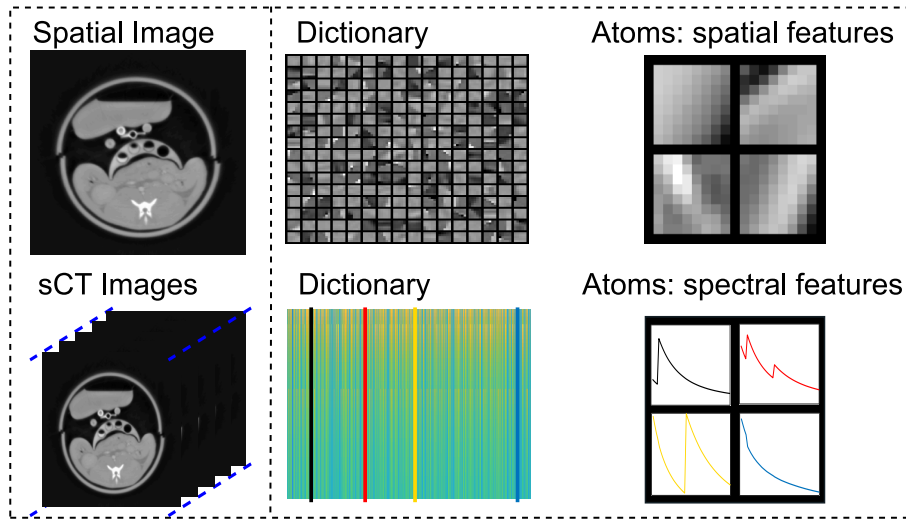 Spatial Image
Dictionary
Atoms: spatial features
sCT Images
Dictionary
Atoms: spectral features